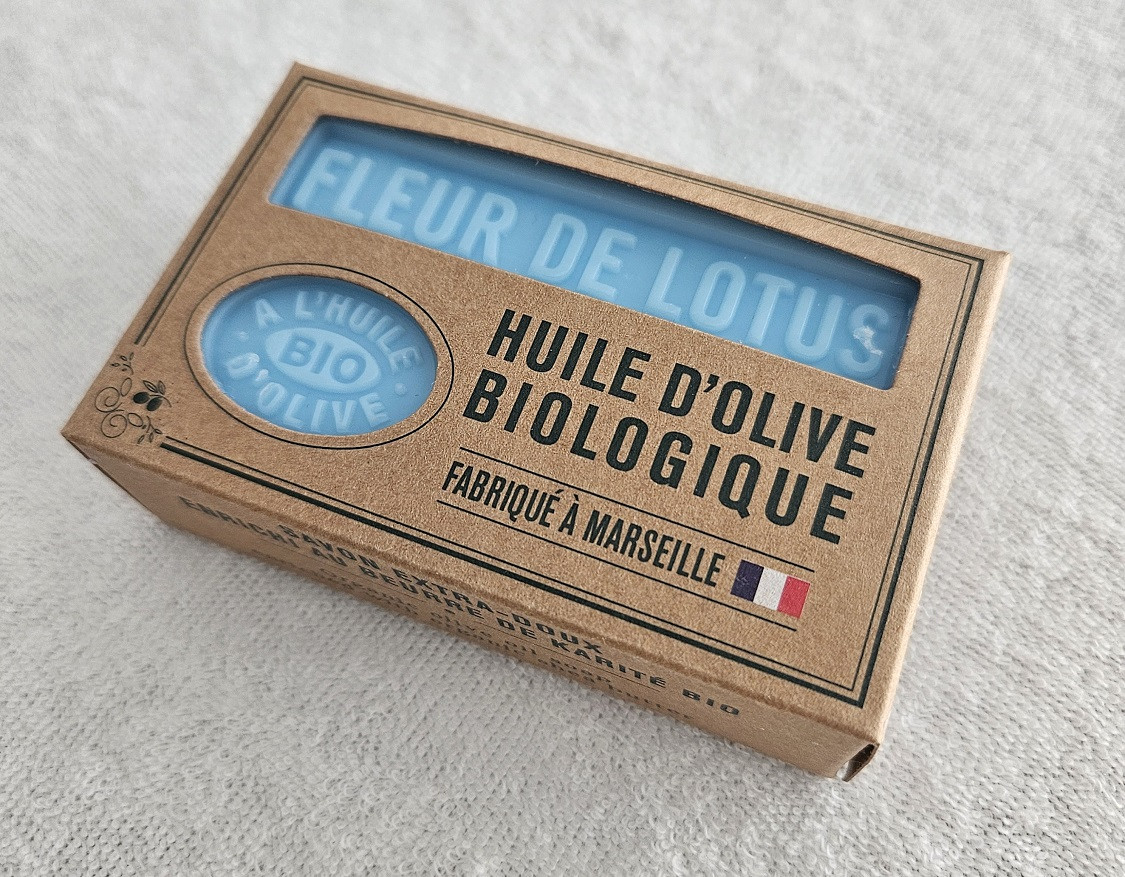 FLEUR DE LOTUS
A L'HUILE
BIO
D'OLIVE
HUILE D'OLIVE
BIOLOGIQUE
FABRIQUÉ À MARSEILLE
SAVON EXTRA-DOUX
ENRICHI AU BEURRE DE KARITÉ BIO